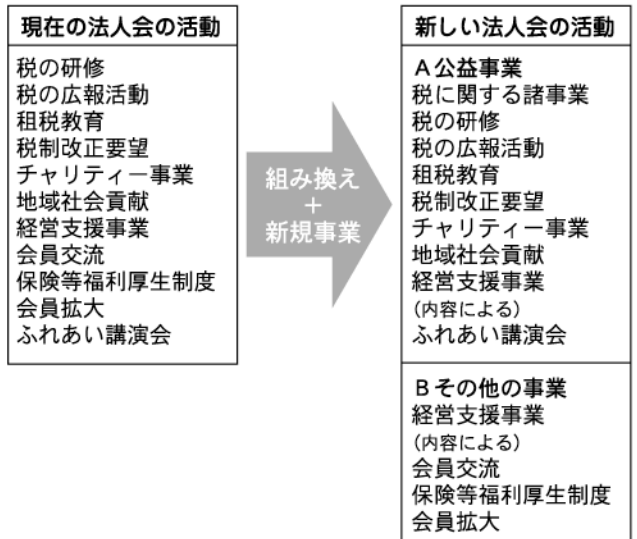 現在の法人会の活動
税の研修
税の広報活動
租税教育
税制改正要望
チャリティー事業
地域社会貢献
経営支援事業
会員交流
保険等福利厚生制度
会員拡大
ふれあい講演会
組み換え
+
新規事業
新しい法人会の活動
A公益事業
税に関する諸事業
税の研修
税の広報活動
租税教育
税制改正要望
チャリティー事業
地域社会貢献
経営支援事業
(内容による)
ふれあい講演会
Bその他の事業
経営支援事業
(内容による)
会員交流
保険等福利厚生制度
会員拡大